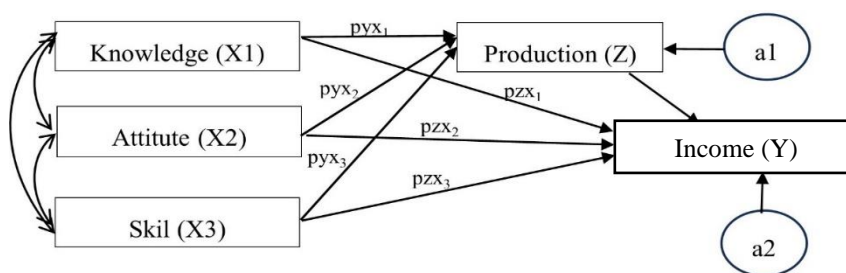 pyx1
Knowledge (X1)
Production (Z)
a1
pyx2
pzx1
Attitute (X2)
pzx2
Income (Y)
pyx3
pzx3
Skil (X3)
a2